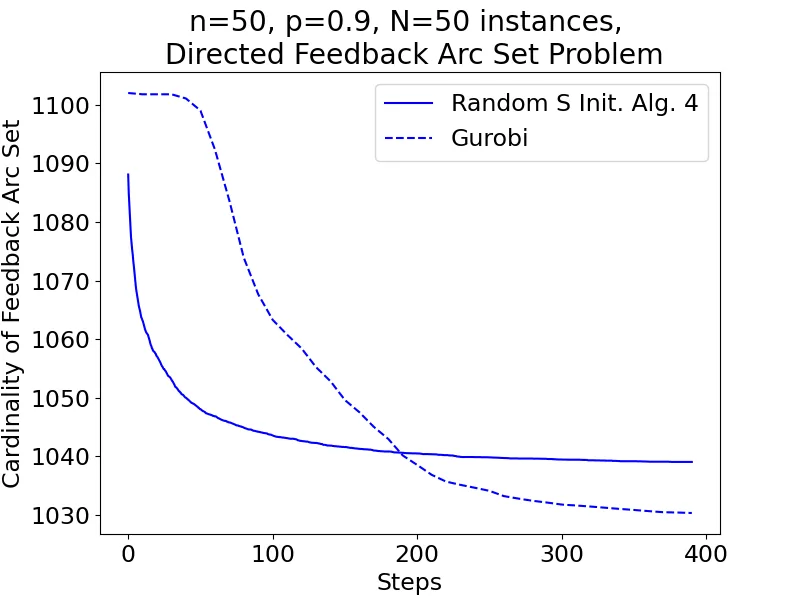 n=50, p=0.9, N=50 instances,
Directed Feedback Arc Set Problem
Random S Init. Alg. 4
Gurobi
Cardinality of Feedback Arc Set
1100
1090
1080
1070
1060
1050
1040
1030
0
100
200
300
400
Steps